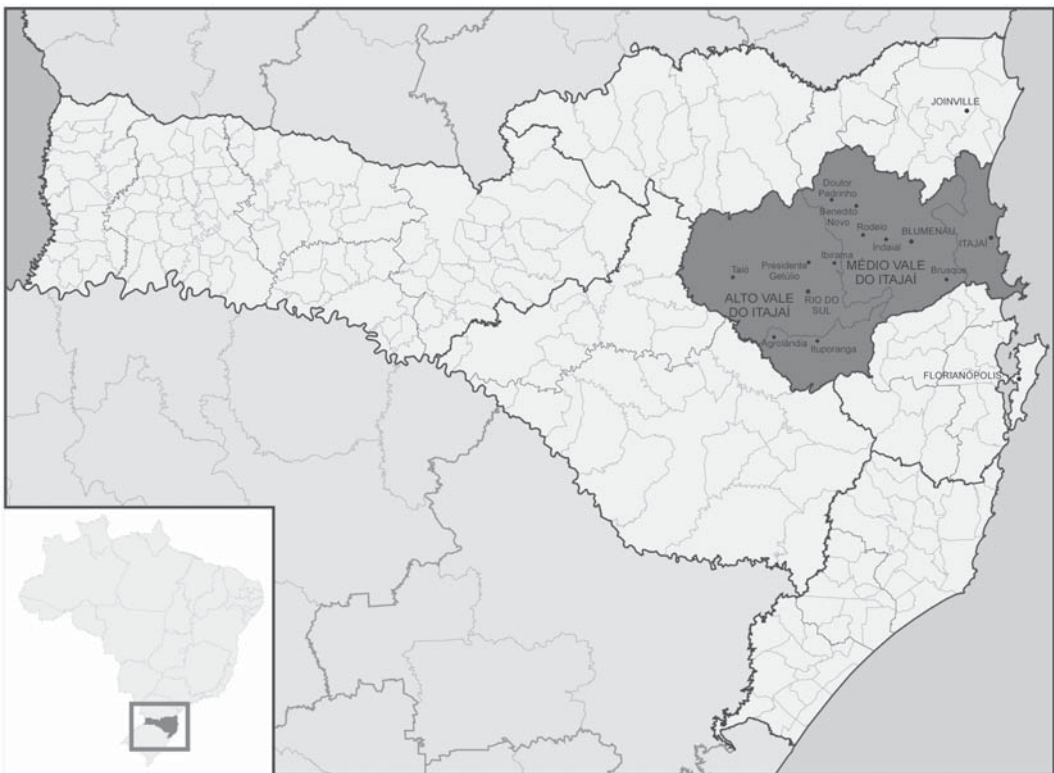 JOINVILLE
Doutor
Pedrinho
Benedito
Novo
Rodeio
Indaial
BLUMENAU
ITAJAÍ
Taió
Presidente
Getúlio
Ibirama
MÉDIO VALE
DO ITAJAÍ
Brusque
ALTO VALE
DO ITAJAÍ
RIO DO
SUL
Agrolândia
Ituporanga
FLORIANÓPOLIS